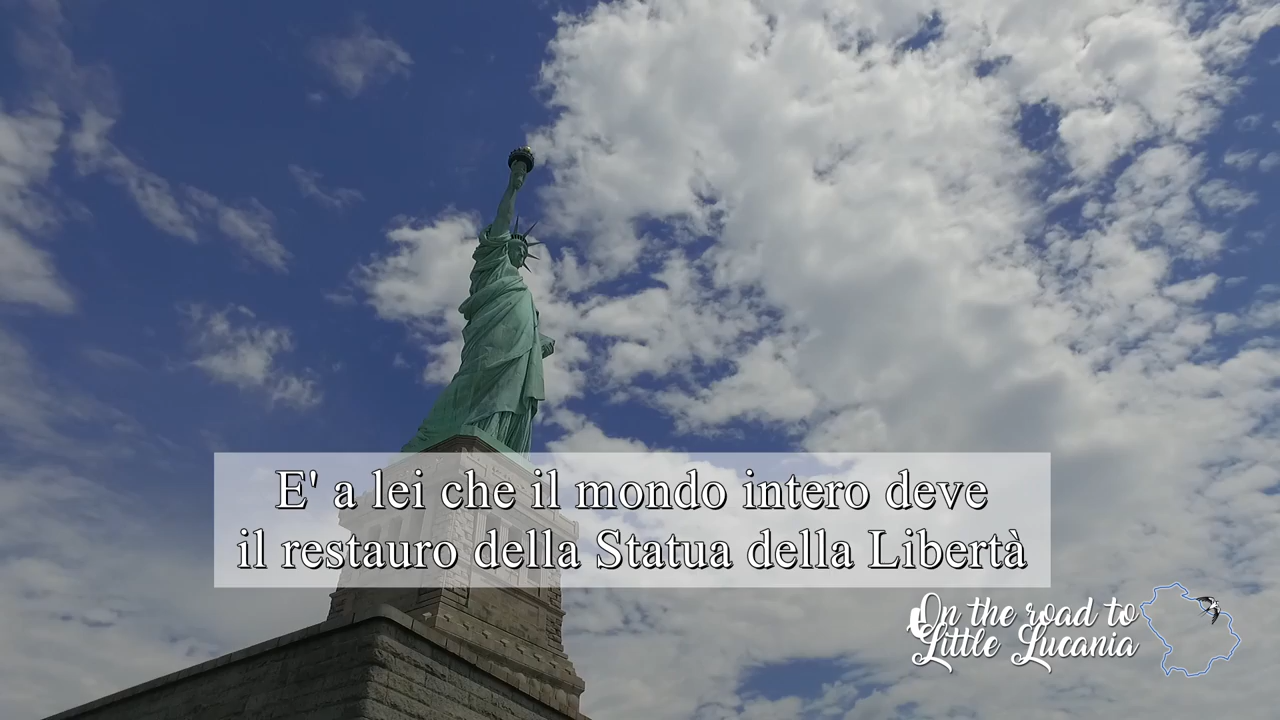 E' a lei che il mondo intero deve
il restauro della Statua della Libertà
On the road to
Little Lucania